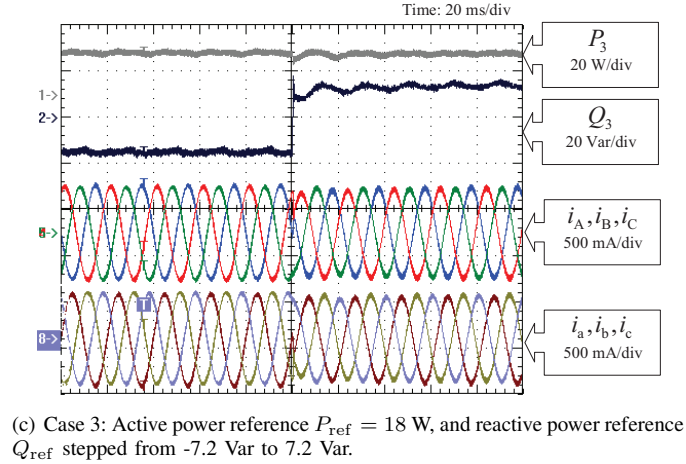 Time: 20 ms/div
P3
20 W/div
1->
2->
Q3
20 Var/div
T
T
iA, iB, iC
500 mA/div
T
8->
ia, ib, ic
500 mA/div
(c) Case 3: Active power reference Pref = 18 W, and reactive power reference
Qref stepped from -7.2 Var to 7.2 Var.